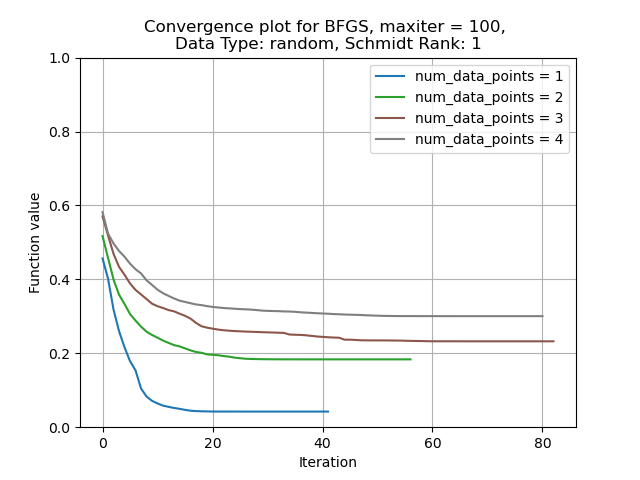 Convergence plot for BFGS, maxiter = 100,
Data Type: random, Schmidt Rank: 1
num_data_points = 1
num_data_points = 2
num_data_points = 3
num_data_points = 4
Function value
1.0
0.8
0.6
0.4
0.2
0.0
0 20 40 60 80
Iteration